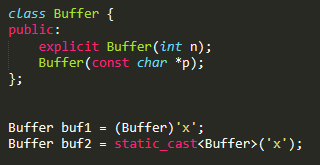 class Buffer {
public:
    explicit Buffer(int n);
    Buffer(const char *p);
};
Buffer buf1 = (Buffer)'x';
Buffer buf2 = static_cast<Buffer>('x');